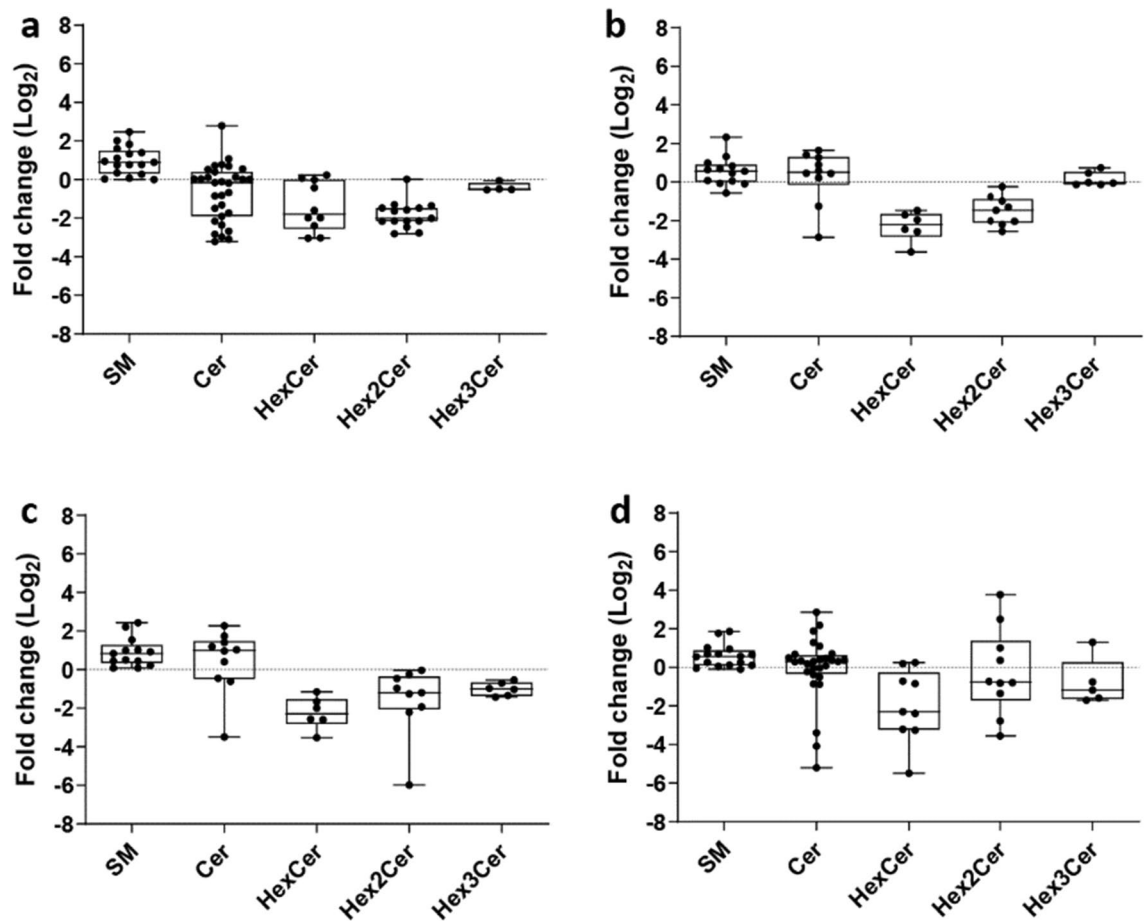 a
Fold change (Log2)
8
6
4
2
0
-2
-4
-6
-8
SM
Cer
HexCer
Hex2Cer
Hex3Cer
b
Fold change (Log2)
8
6
4
2
0
-2
-4
-6
-8
SM
Cer
HexCer
Hex2Cer
Hex3Cer
c
Fold change (Log2)
8
6
4
2
0
-2
-4
-6
-8
SM
Cer
HexCer
Hex2Cer
Hex3Cer
d
Fold change (Log2)
8
6
4
2
0
-2
-4
-6
-8
SM
Cer
HexCer
Hex2Cer
Hex3Cer